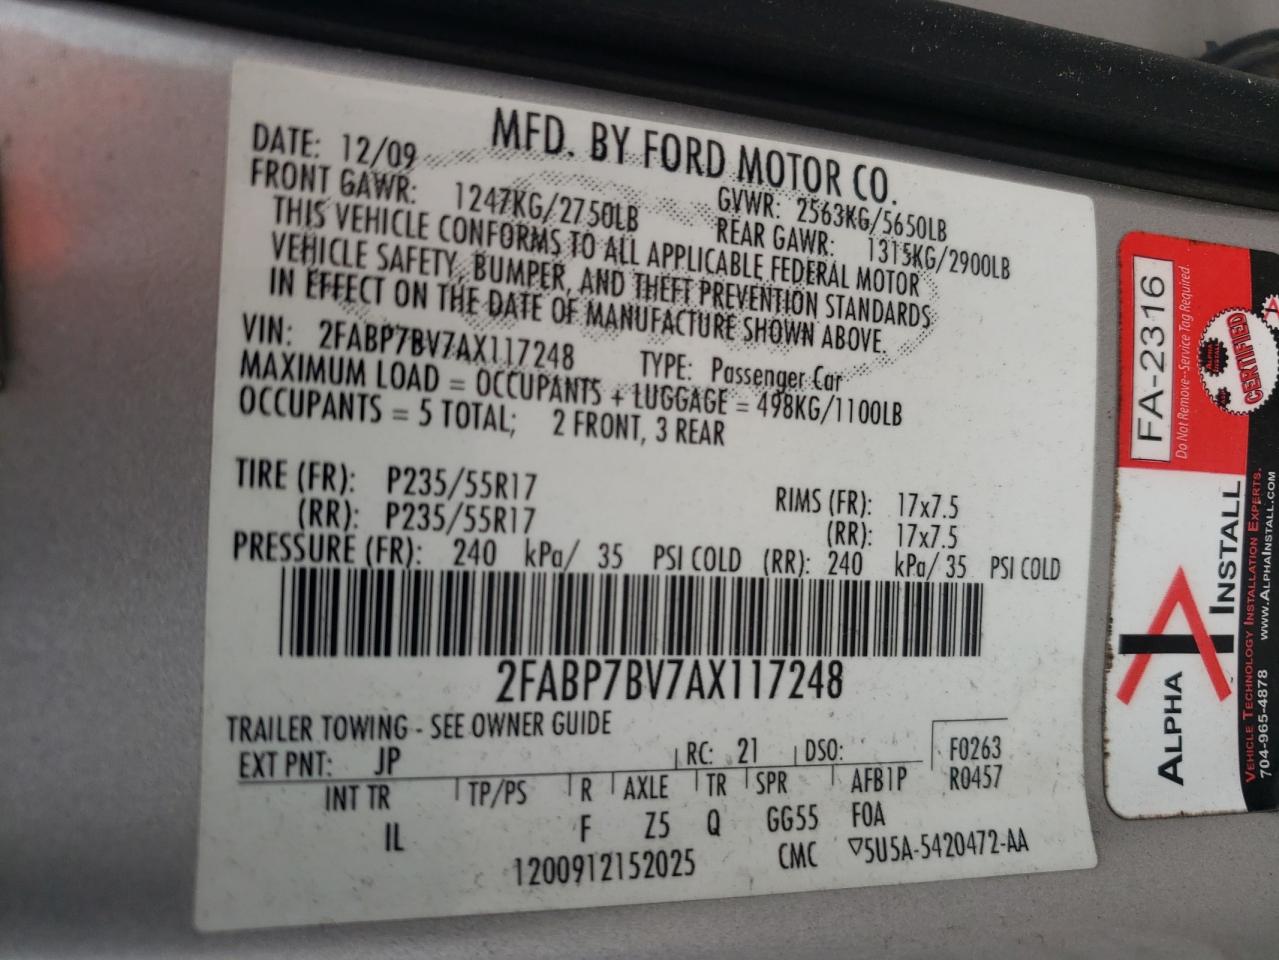 MFD. BY FORD MOTOR CO.
DATE: 12/09
FRONT GAWR: 1247KG/2750LB
GVWR: 2563KG/5650LB
REAR GAWR: 1315KG/2900LB
THIS VEHICLE CONFORMS TO ALL APPLICABLE FEDERAL MOTOR
VEHICLE SAFETY, BUMPER, AND THEFT PREVENTION STANDARDS
IN EFFECT ON THE DATE OF MANUFACTURE SHOWN ABOVE.
VIN: 2FABP7BV7AX117248 TYPE: Passenger Car
MAXIMUM LOAD = OCCUPANTS + LUGGAGE = 498KG/1100LB
OCCUPANTS = 5 TOTAL; 2 FRONT, 3 REAR
TIRE (FR): P235/55R17 RIMS (FR): 17x7.5
(RR): P235/55R17 (RR): 17x7.5
PRESSURE (FR): 240 kPa/ 35 PSI COLD (RR): 240 kPa/ 35 PSI COLD
2FABP7BV7AX117248
TRAILER TOWING - SEE OWNER GUIDE
EXT PNT: JP RC: 21 DSO: F0263
INT TR TP/PS R AXLE TR SPR AFB1P R0457
IL F Z5 Q GG55 F0A
1200912152025 CMC ▽5U5A-5420472-AA
FA-2316
Do Not Remove--Service Tag Required.
ALPHA INSTALL
CERTIFIED
ALPHA INSTALL
VEHICLE TECHNOLOGY INSTALLATION EXPERTS.
704-965-4878 www.ALPHAINSTALL.COM